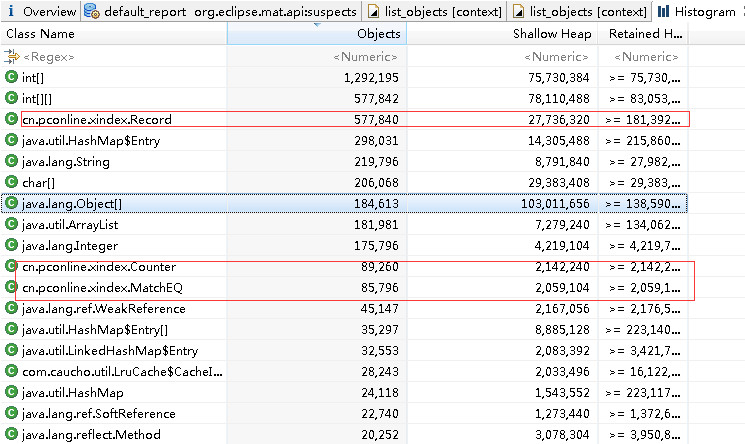 i Overview default_report org.eclipse.mat.api:suspects list_objects [context] list_objects [context] Histogram
Class Name Objects Shallow Heap Retained H...
<Regex> <Numeric> <Numeric> <Numeric>
int[] 1,292,195 75,730,384 >= 75,730,...
int[][] 577,842 78,110,488 >= 83,053,...
cn.pconline.xindex.Record 577,840 27,736,320 >= 181,392...
java.util.HashMap$Entry 298,031 14,305,488 >= 215,860...
java.lang.String 219,796 8,791,840 >= 27,982,...
char[] 206,068 29,383,408 >= 29,383,...
java.lang.Object[] 184,613 103,011,656 >= 138,590...
java.util.ArrayList 181,981 7,279,240 >= 134,062...
java.lang.Integer 175,796 4,219,104 >= 4,219,7...
cn.pconline.xindex.Counter 89,260 2,142,240 >= 2,142,2...
cn.pconline.xindex.MatchEQ 85,796 2,059,104 >= 2,059,1...
java.lang.ref.WeakReference 45,147 2,167,056 >= 2,176,5...
java.util.HashMap$Entry[] 35,297 8,885,128 >= 223,140...
java.util.LinkedHashMap$Entry 32,553 2,083,392 >= 3,421,7...
com.caucho.util.LruCache$CacheI... 28,243 2,033,496 >= 16,122,...
java.util.HashMap 24,118 1,543,552 >= 223,117...
java.lang.ref.SoftReference 22,740 1,273,440 >= 1,372,6...
java.lang.reflect.Method 20,252 3,078,304 >= 3,950,8...